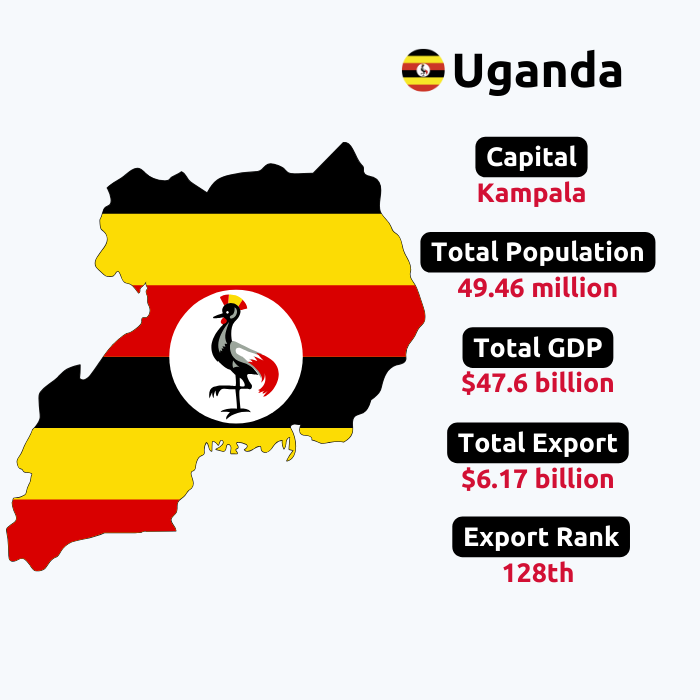 Uganda
Capital
Kampala
Total Population
49.46 million
Total GDP
$47.6 billion
Total Export
$6.17 billion
Export Rank
128th